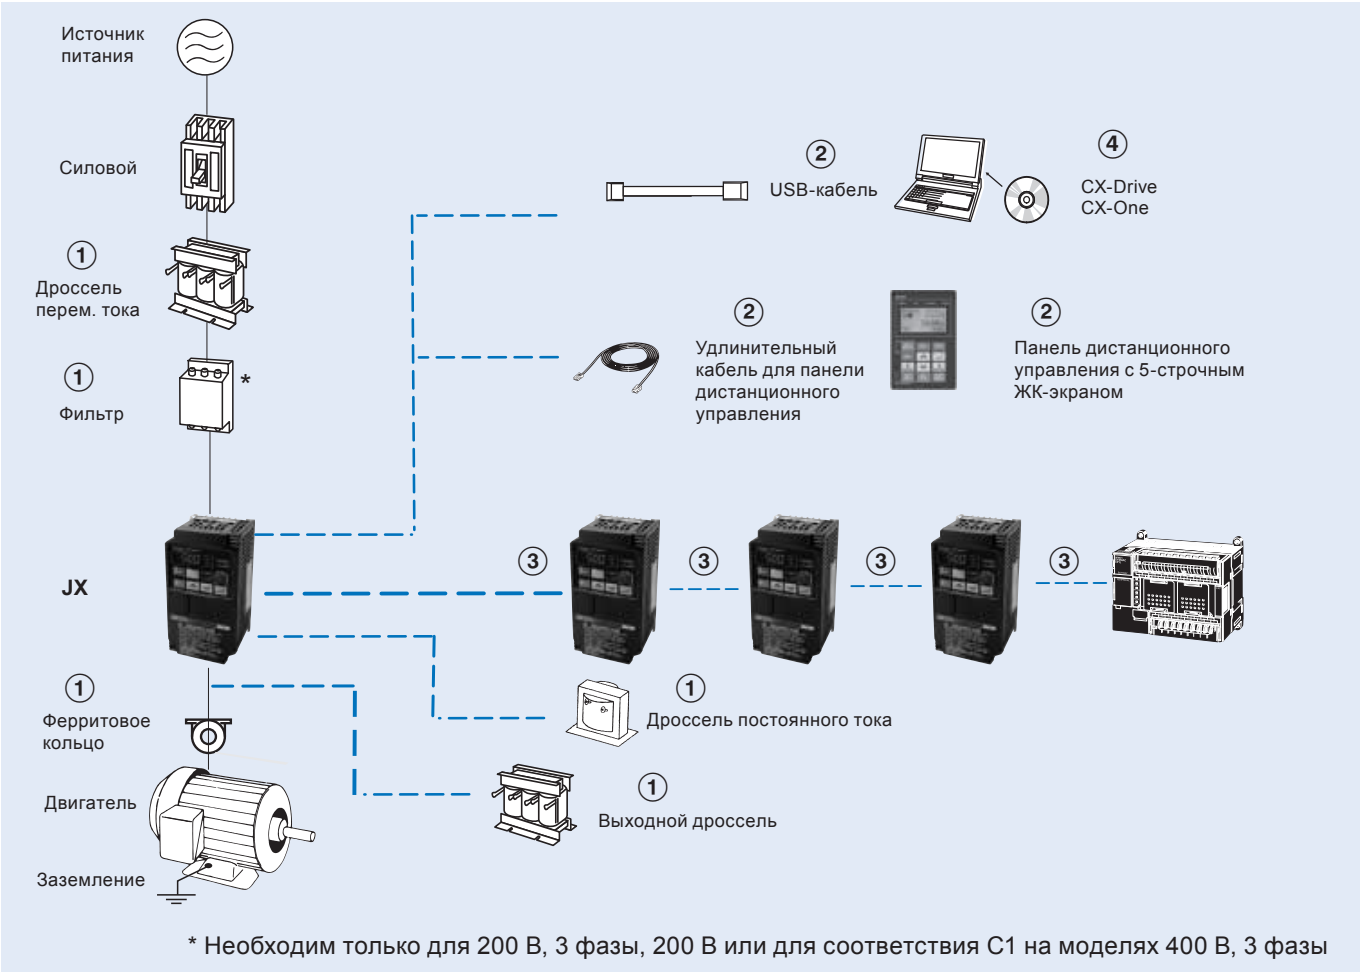 Источник
питания
Силовой
1
Дроссель
перем. тока
1
*
Фильтр
2
USB-кабель
4
CX-Drive
CX-One
2
Удлинительный
кабель для панели
дистанционного
управления
2
Панель дистанционного
управления с 5-строчным
ЖК-экраном
JX
3
3
3
3
1
Ферритовое
кольцо
1
Дроссель постоянного тока
Двигатель
1
Выходной дроссель
Заземление
* Необходим только для 200 В, 3 фазы, 200 В или для соответствия C1 на моделях 400 В, 3 фазы